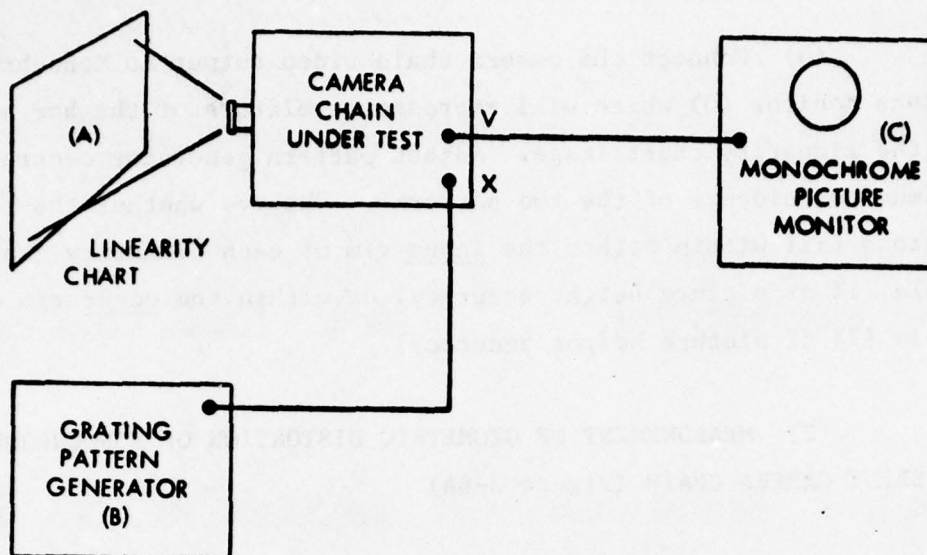 (A)
LINEARITY
CHART
CAMERA
CHAIN
UNDER TEST
V
X
(C)
MONOCHROME
PICTURE
MONITOR
GRATING
PATTERN
GENERATOR
(B)